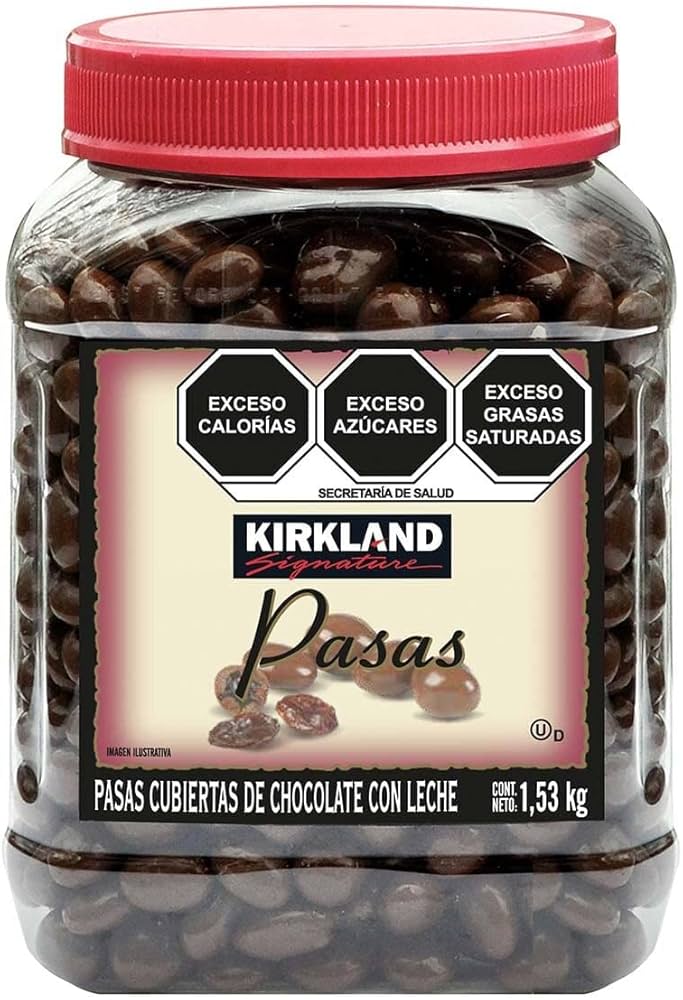 EXCESO
CALORÍAS
EXCESO
AZÚCARES
EXCESO
GRASAS
SATURADAS
SECRETARÍA DE SALUD
KIRKLAND
Signature
Pasas
U D
IMAGEN ILUSTRATIVA
PASAS CUBIERTAS DE CHOCOLATE CON LECHE
CONT.
NETO: 1,53 kg